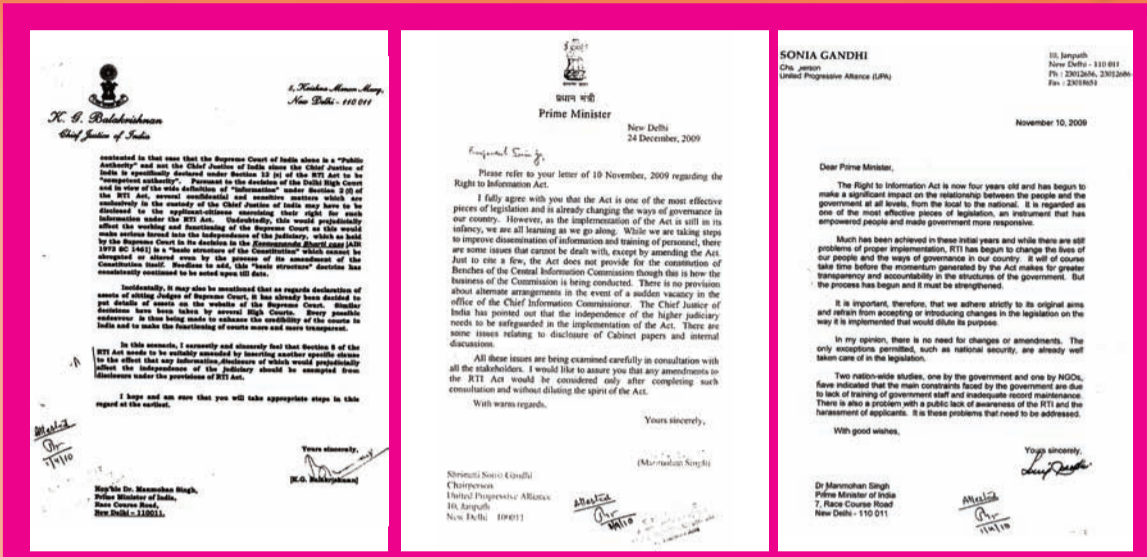 K. G. Balakrishnan
Chief Justice of India
5, Krishna Menon Marg,
New Delhi - 110 011
contented in that case that the Supreme Court of India alone is a "Public
Authority" and not the Chief Justice of India since the Chief Justice of
India is specifically declared under Section 12 (e) of the RTI Act to be
"competent authority". Pursuant to the decision of the Delhi High Court
and in view of the wide definition of "information" under Section 2 (f) of
the RTI Act, several confidential and sensitive matters which are
exclusively in the custody of the Chief Justice of India may have to be
disclosed to the applicant-citizens exercising their right for such
information under the RTI Act. Undoubtedly, this would prejudicially
affect the working and functioning of the Supreme Court as this would
make serious inroad into the independence of the judiciary, which as held
by the Supreme Court in its decision in the Kesavananda Bharti case [AIR
1973 SC 1461] is a "basic structure of the Constitution" which cannot be
abrogated or altered even by the process of its amendment of the
Constitution itself. Needless to add, this "basic structure" doctrine has
consistently continued to be noted upon till date.
Incidentally, it may also be mentioned that as regards declaration of
assets of sitting Judges of Supreme Court, it has already been decided to
put details of assets on the website of the Supreme Court. Similar
decisions have been taken by several High Courts. Every possible
endeavour is thus being made to enhance the credibility of the courts in
India and to make the functioning of courts more and more transparent.
In this scenario, I earnestly and sincerely feel that Section 8 of the
RTI Act needs to be suitably amended by inserting another specific clause
to the effect that any information, disclosure of which would prejudicially
affect the independence of the judiciary should be exempted from
disclosure under the provisions of RTI Act.
I hope and am sure that you will take appropriate steps in this
regard at the earliest.
Attested
1/4/10
Yours sincerely,
[K.G. Balakrishnan]
Hon'ble Dr. Manmohan Singh,
Prime Minister of India,
Race Course Road,
New Delhi - 110011.
प्रधान मंत्री
Prime Minister
New Delhi
24 December, 2009
Please refer to your letter of 10 November, 2009 regarding the
Right to Information Act.
I fully agree with you that the Act is one of the most effective
pieces of legislation and is already changing the ways of governance in
our country. However, as the implementation of the Act is still in its
infancy, we are all learning as we go along. While we are taking steps
to improve dissemination of information and training of personnel, there
are some issues that cannot be dealt with, except by amending the Act.
Just to cite a few, the Act does not provide for the constitution of
Benches of the Central Information Commission though this is how the
business of the Commission is being conducted. There is no provision
about alternate arrangements in the event of a sudden vacancy in the
office of the Chief Information Commissioner. The Chief Justice of
India has pointed out that the independence of the higher judiciary
needs to be safeguarded in the implementation of the Act. There are
some issues relating to disclosure of Cabinet papers and internal
discussions.
All these issues are being examined carefully in consultation with
all the stakeholders. I would like to assure you that any amendments to
the RTI Act would be considered only after completing such
consultation and without diluting the spirit of the Act.
With warm regards,
Yours sincerely,
(Manmohan Singh)
Shrimati Sonia Gandhi
Chairperson
United Progressive Alliance
10, Janpath
New Delhi 100011
Attested
SONIA GANDHI
Cha person
United Progressive Alliance (UPA)
10, Janpath
New Delhi - 110 011
Ph : 23012656, 23012686
Fax : 23018651
November 10, 2009
Dear Prime Minister,
The Right to Information Act is now four years old and has begun to
make a significant impact on the relationship between the people and the
government at all levels, from the local to the national. It is regarded as
one of the most effective pieces of legislation, an instrument that has
empowered people and made government more responsive.
Much has been achieved in these initial years and while there are still
problems of proper implementation, RTI has begun to change the lives of
our people and the ways of governance in our country. It will of course
take time before the momentum generated by the Act makes for greater
transparency and accountability in the structures of the government. But
the process has begun and it must be strengthened.
It is important, therefore, that we adhere strictly to its original aims
and refrain from accepting or introducing changes in the legislation on the
way it is implemented that would dilute its purpose.
In my opinion, there is no need for changes or amendments. The
only exceptions permitted, such as national security, are already well
taken care of in the legislation.
Two nation-wide studies, one by the government and one by NGOs,
have indicated that the main constraints faced by the government are due
to lack of training of government staff and inadequate record maintenance.
There is also a problem with a public lack of awareness of the RTI and the
harassment of applicants. It is these problems that need to be addressed.
With good wishes,
Yours sincerely,
Dr Manmohan Singh
Prime Minister of India
7, Race Course Road
New Delhi - 110 011
Attested
1/4/10